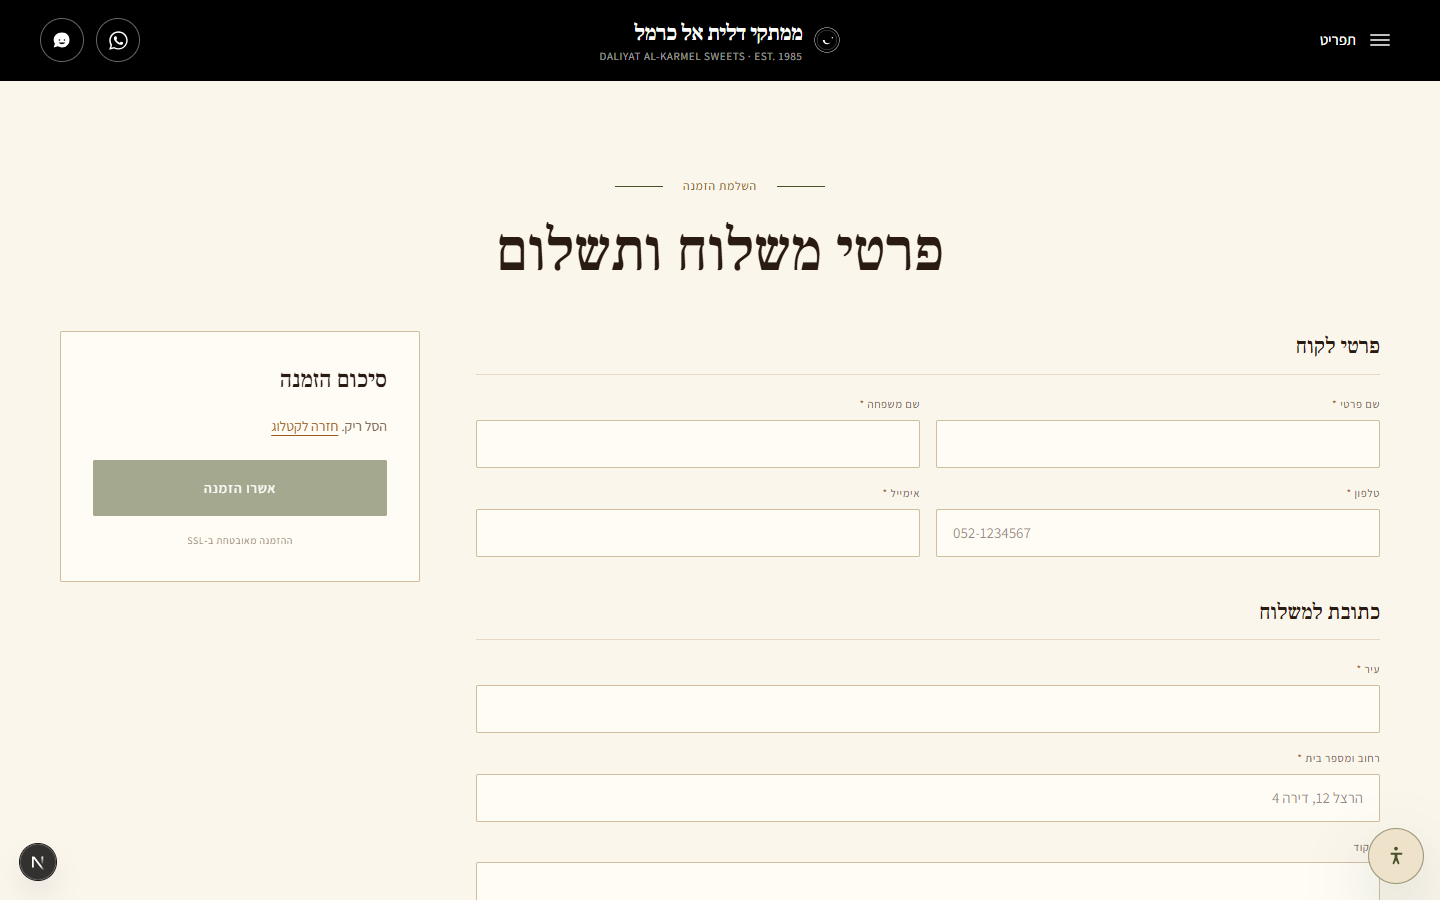 תפריט
ממתקי דלית אל כרמל
DALIYAT AL-KARMEL SWEETS · EST. 1985
השלמת הזמנה
פרטי משלוח ותשלום
פרטי לקוח
שם פרטי *
שם משפחה *
טלפון *
אימייל *
052-1234567
כתובת למשלוח
עיר *
רחוב ומספר בית *
הרצל 12, דירה 4
סיכום הזמנה
הסל ריק. חזרה לקטלוג
אשרו הזמנה
ההזמנה מאובטחת ב-SSL
N